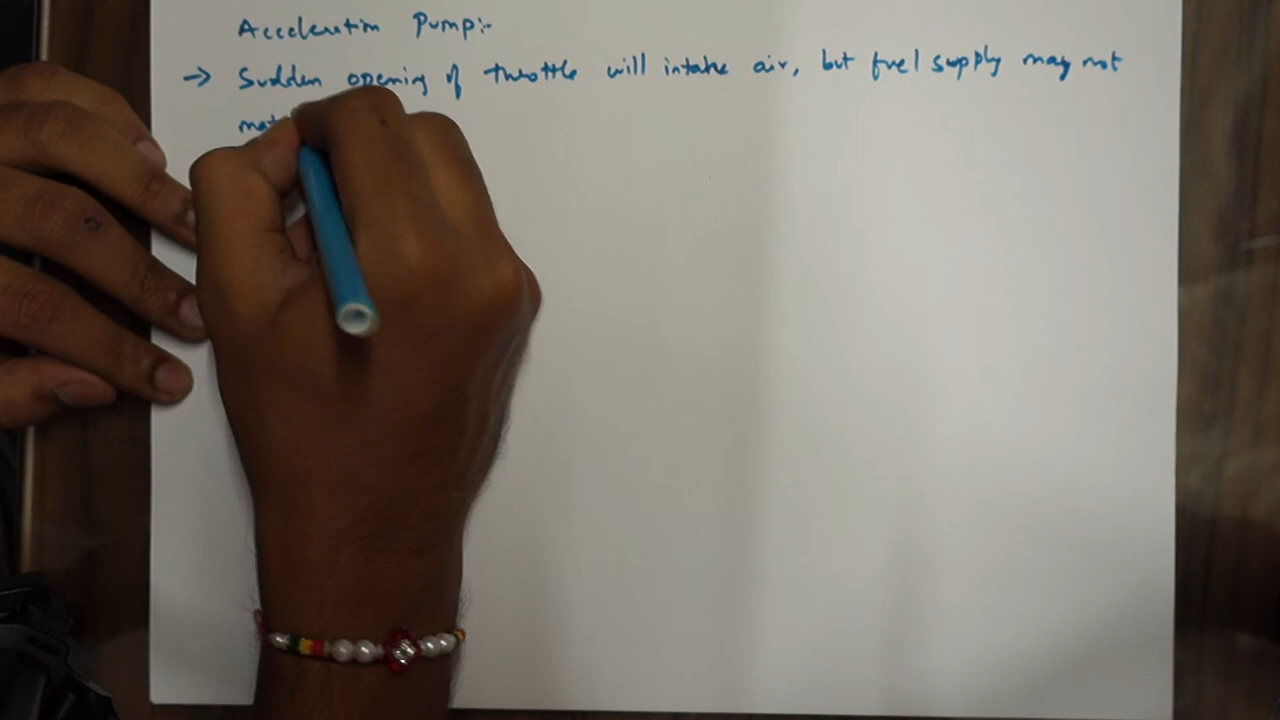 Acceleration Pump:-
→ Sudden opening of throttle will intake air, but fuel supply may not